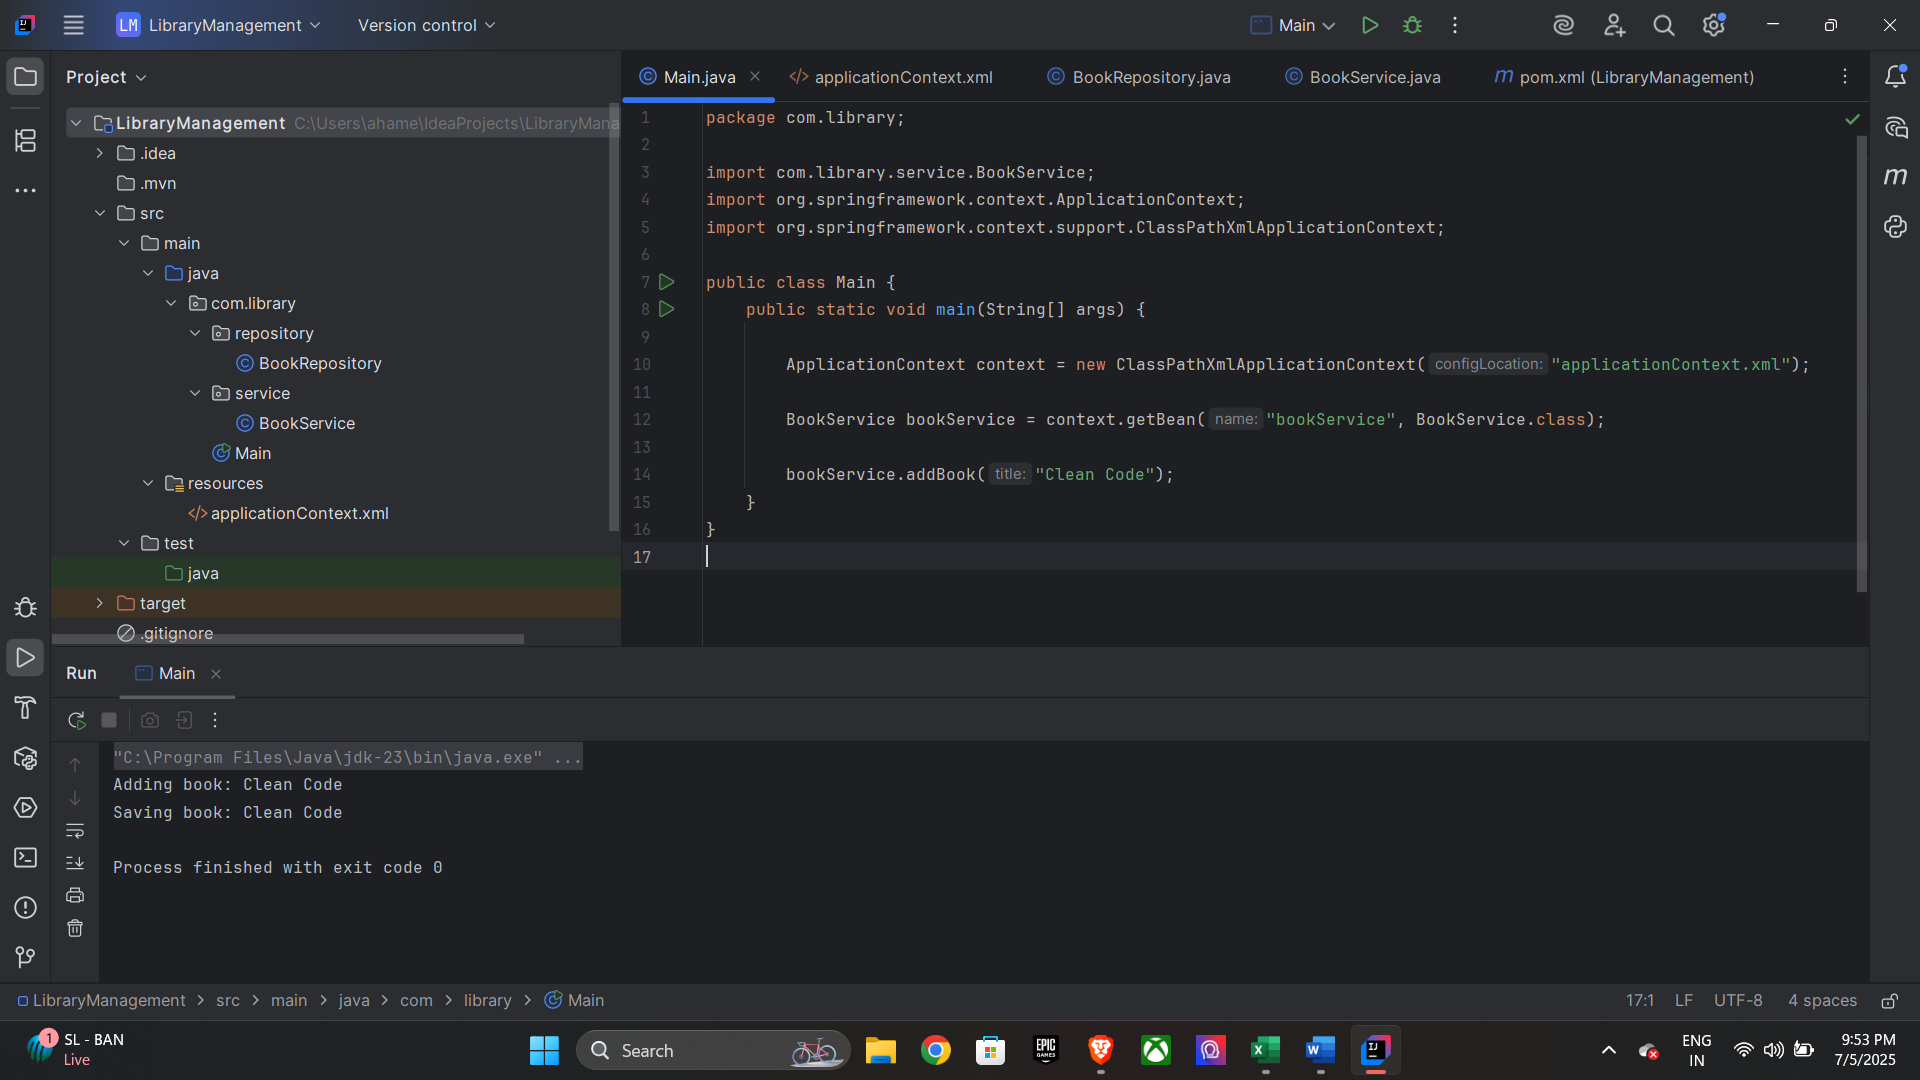 LM LibraryManagement
Version control
Main
Project
Main.java
applicationContext.xml
BookRepository.java
BookService.java
m pom.xml (LibraryManagement)
LibraryManagement C:\Users\ahame\IdeaProjects\LibraryMana
.idea
.mvn
src
main
java
com.library
repository
BookRepository
service
BookService
Main
resources
applicationContext.xml
test
java
target
.gitignore
1 package com.library;
2
3 import com.library.service.BookService;
4 import org.springframework.context.ApplicationContext;
5 import org.springframework.context.support.ClassPathXmlApplicationContext;
6
7 public class Main {
8 public static void main(String[] args) {
9
10 ApplicationContext context = new ClassPathXmlApplicationContext( configLocation: "applicationContext.xml");
11
12 BookService bookService = context.getBean( name: "bookService", BookService.class);
13
14 bookService.addBook( title: "Clean Code");
15 }
16 }
17
Run Main
"C:\Program Files\Java\jdk-23\bin\java.exe" ...
Adding book: Clean Code
Saving book: Clean Code
Process finished with exit code 0
LibraryManagement > src > main > java > com > library > Main
17:1 LF UTF-8 4 spaces
1 SL - BAN
Live
Search
EPIC GAMES
ENG
IN
9:53 PM
7/5/2025